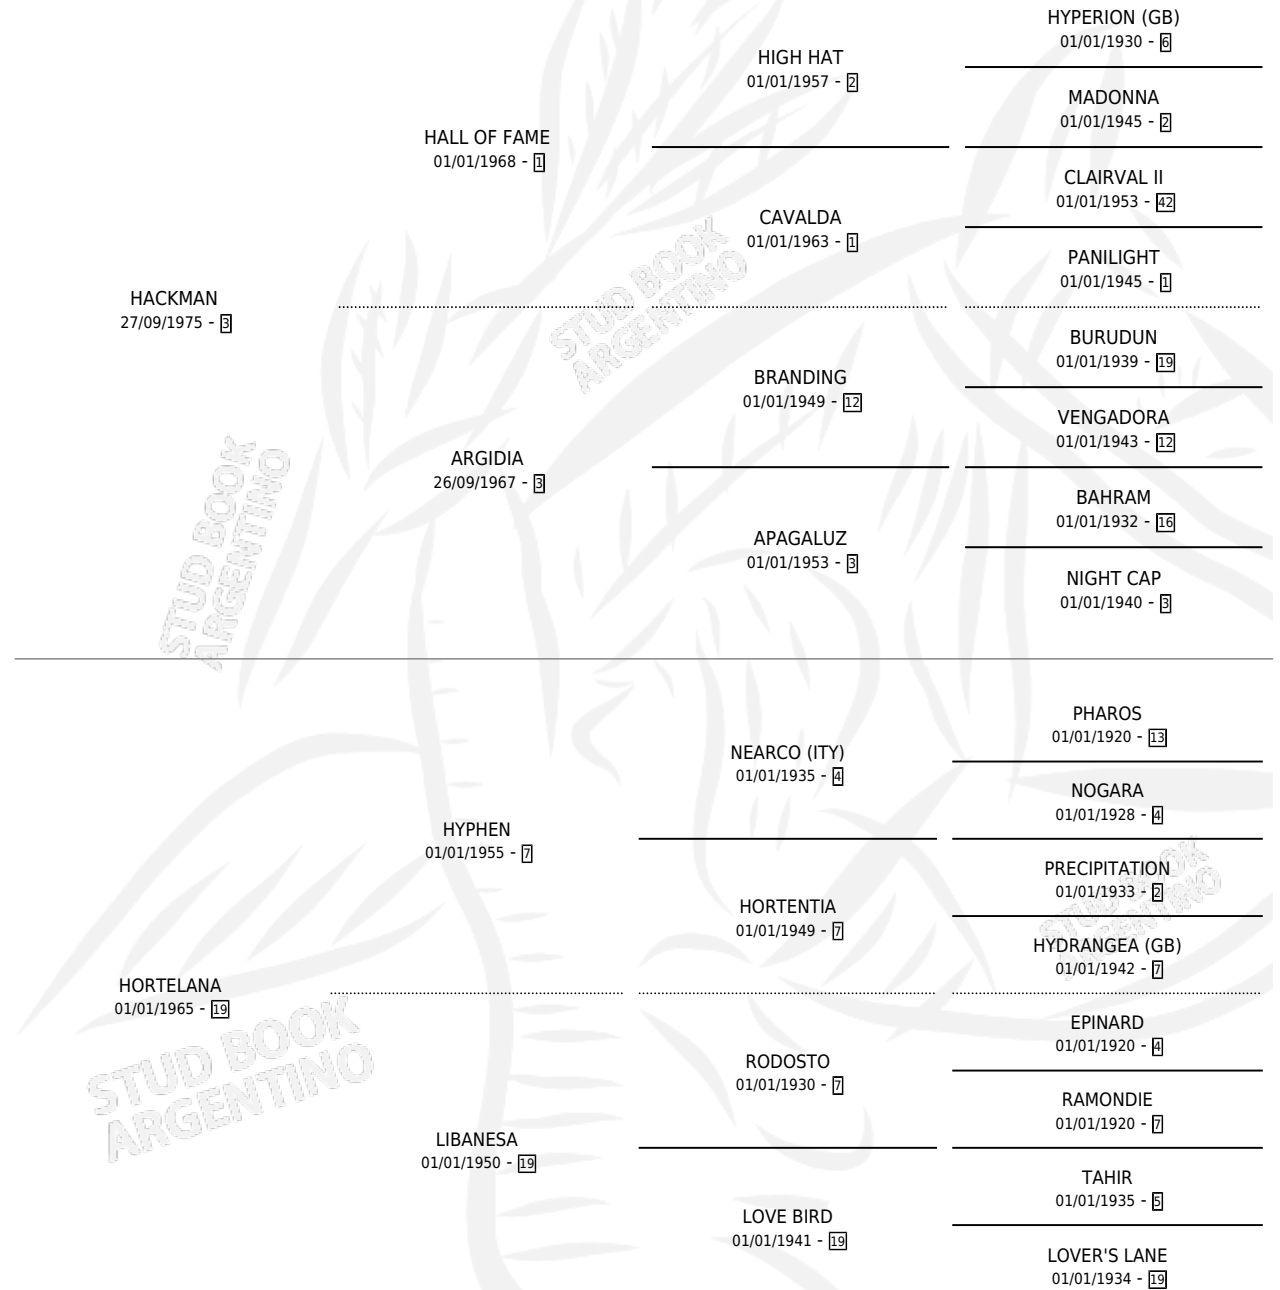 HYPERION (GB)
01/01/1930 - 6
HIGH HAT
01/01/1957 - 2
MADONNA
01/01/1945 - 2
HALL OF FAME
01/01/1968 - 1
CLAIRVAL II
01/01/1953 - 42
CAVALDA
01/01/1963 - 1
PANILIGHT
01/01/1945 - 1
HACKMAN
27/09/1975 - 3
BURUDUN
01/01/1939 - 19
BRANDING
01/01/1949 - 12
VENGADORA
01/01/1943 - 12
ARGIDIA
26/09/1967 - 3
BAHRAM
01/01/1932 - 16
APAGALUZ
01/01/1953 - 3
NIGHT CAP
01/01/1940 - 3
STUD BOOK
ARGENTINO
STUD BOOK
ARGENTINO
PHAROS
01/01/1920 - 13
NEARCO (ITY)
01/01/1935 - 4
NOGARA
01/01/1928 - 4
HYPHEN
01/01/1955 - 7
PRECIPITATION
01/01/1933 - 2
HORTENTIA
01/01/1949 - 7
HYDRANGEA (GB)
01/01/1942 - 7
HORTELANA
01/01/1965 - 19
EPINARD
01/01/1920 - 4
RODOSTO
01/01/1930 - 7
RAMONDIE
01/01/1920 - 7
LIBANESA
01/01/1950 - 19
TAHIR
01/01/1935 - 5
LOVE BIRD
01/01/1941 - 19
LOVER'S LANE
01/01/1934 - 19
STUD BOOK
ARGENTINO
STUD BOOK
ARGENTINO